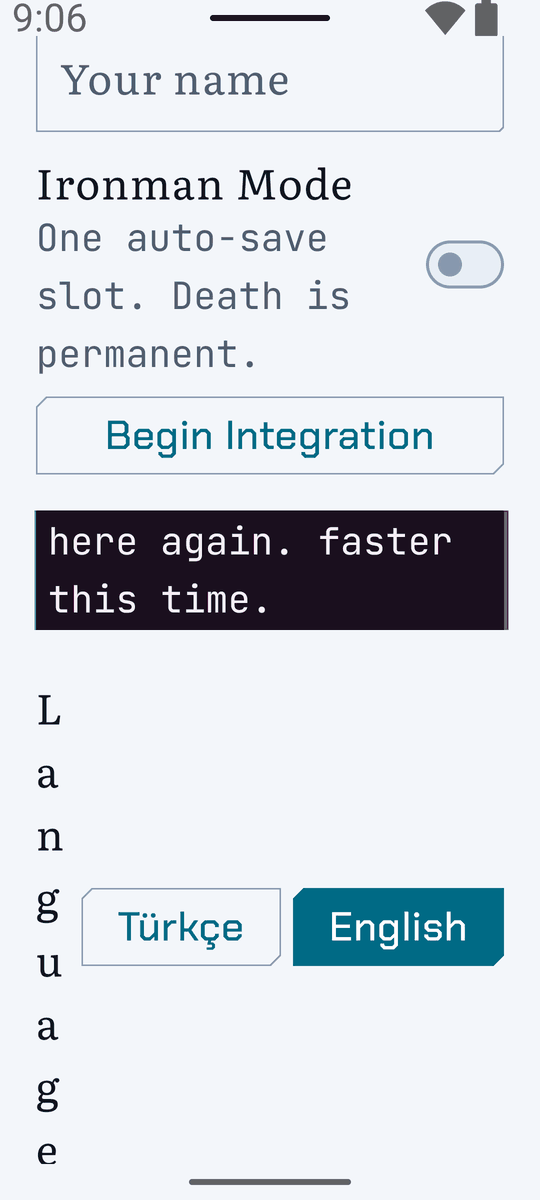 9:06
Your name
Ironman Mode
One auto-save
slot. Death is
permanent.
Begin Integration
here again. faster
this time.
L
a
n
g
u
a
g
e
Türkçe
English